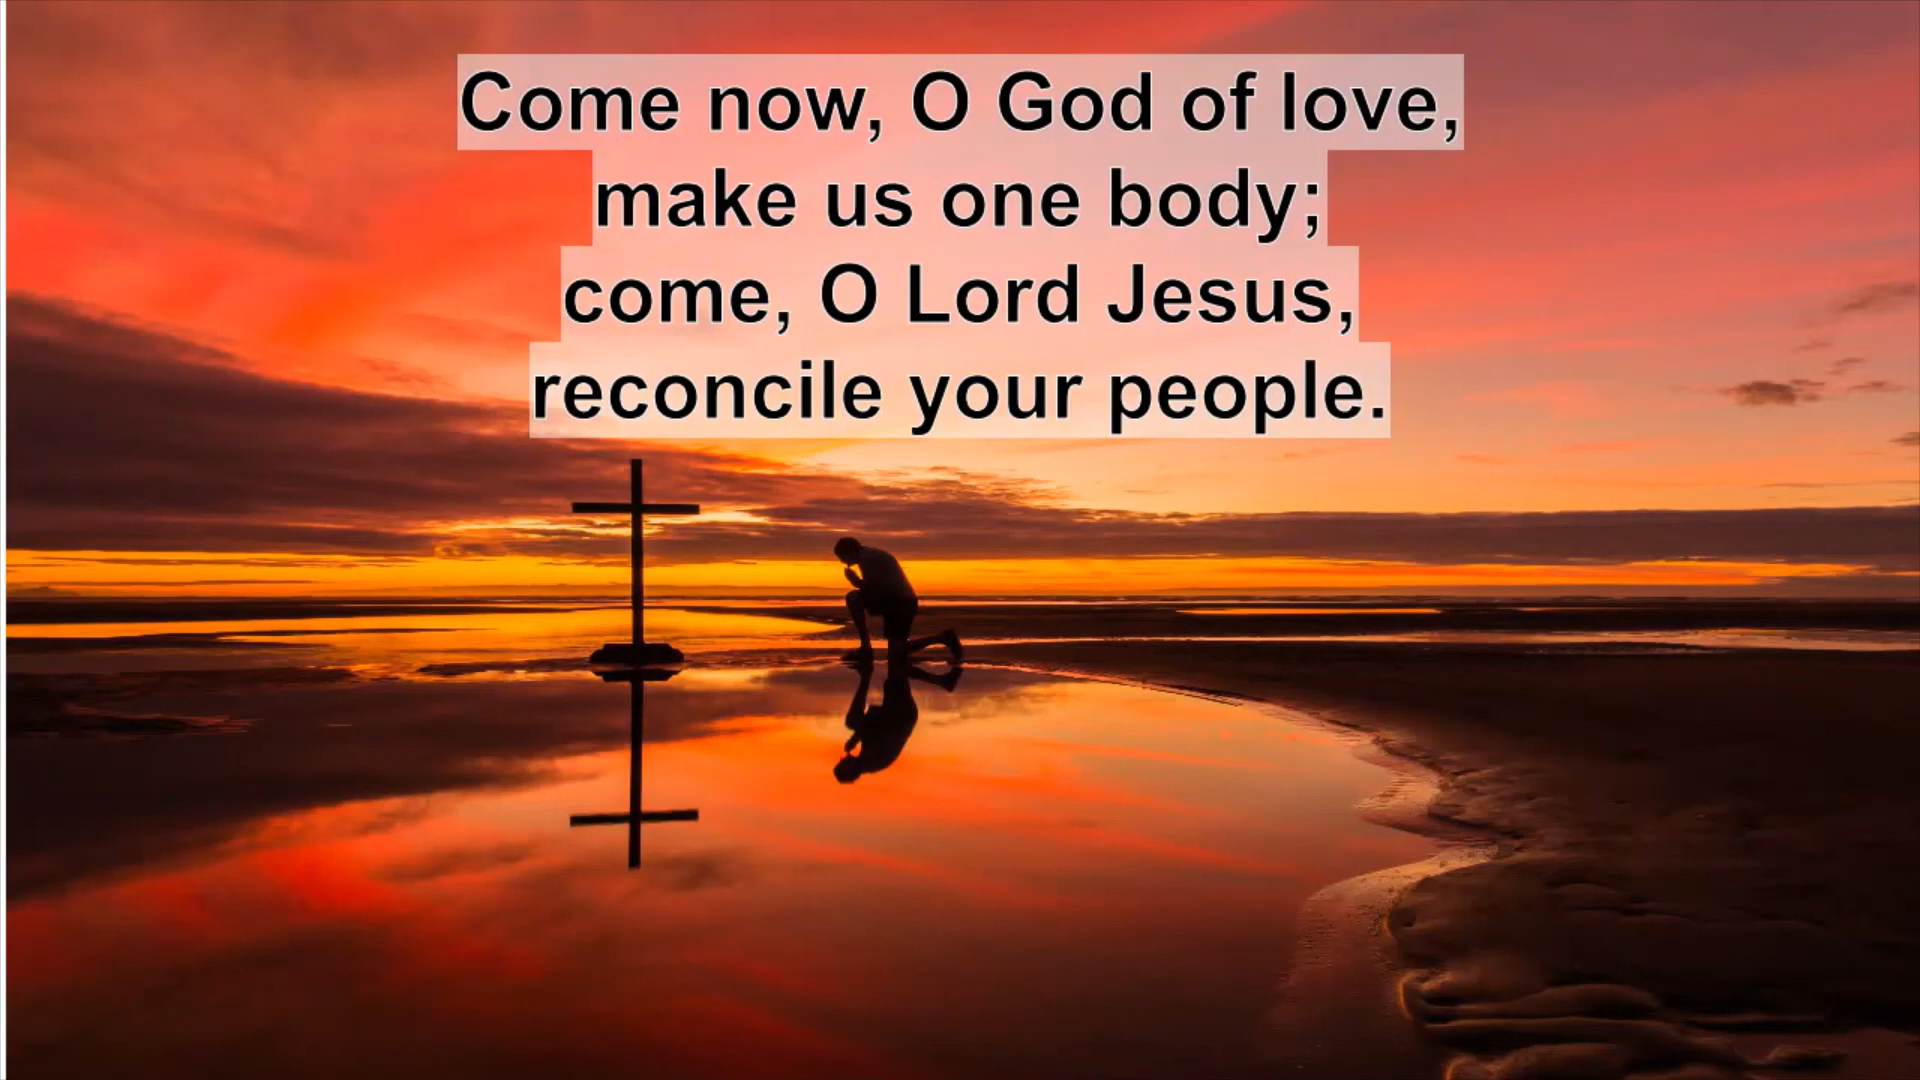 Come now, O God of love,
make us one body;
come, O Lord Jesus,
reconcile your people.